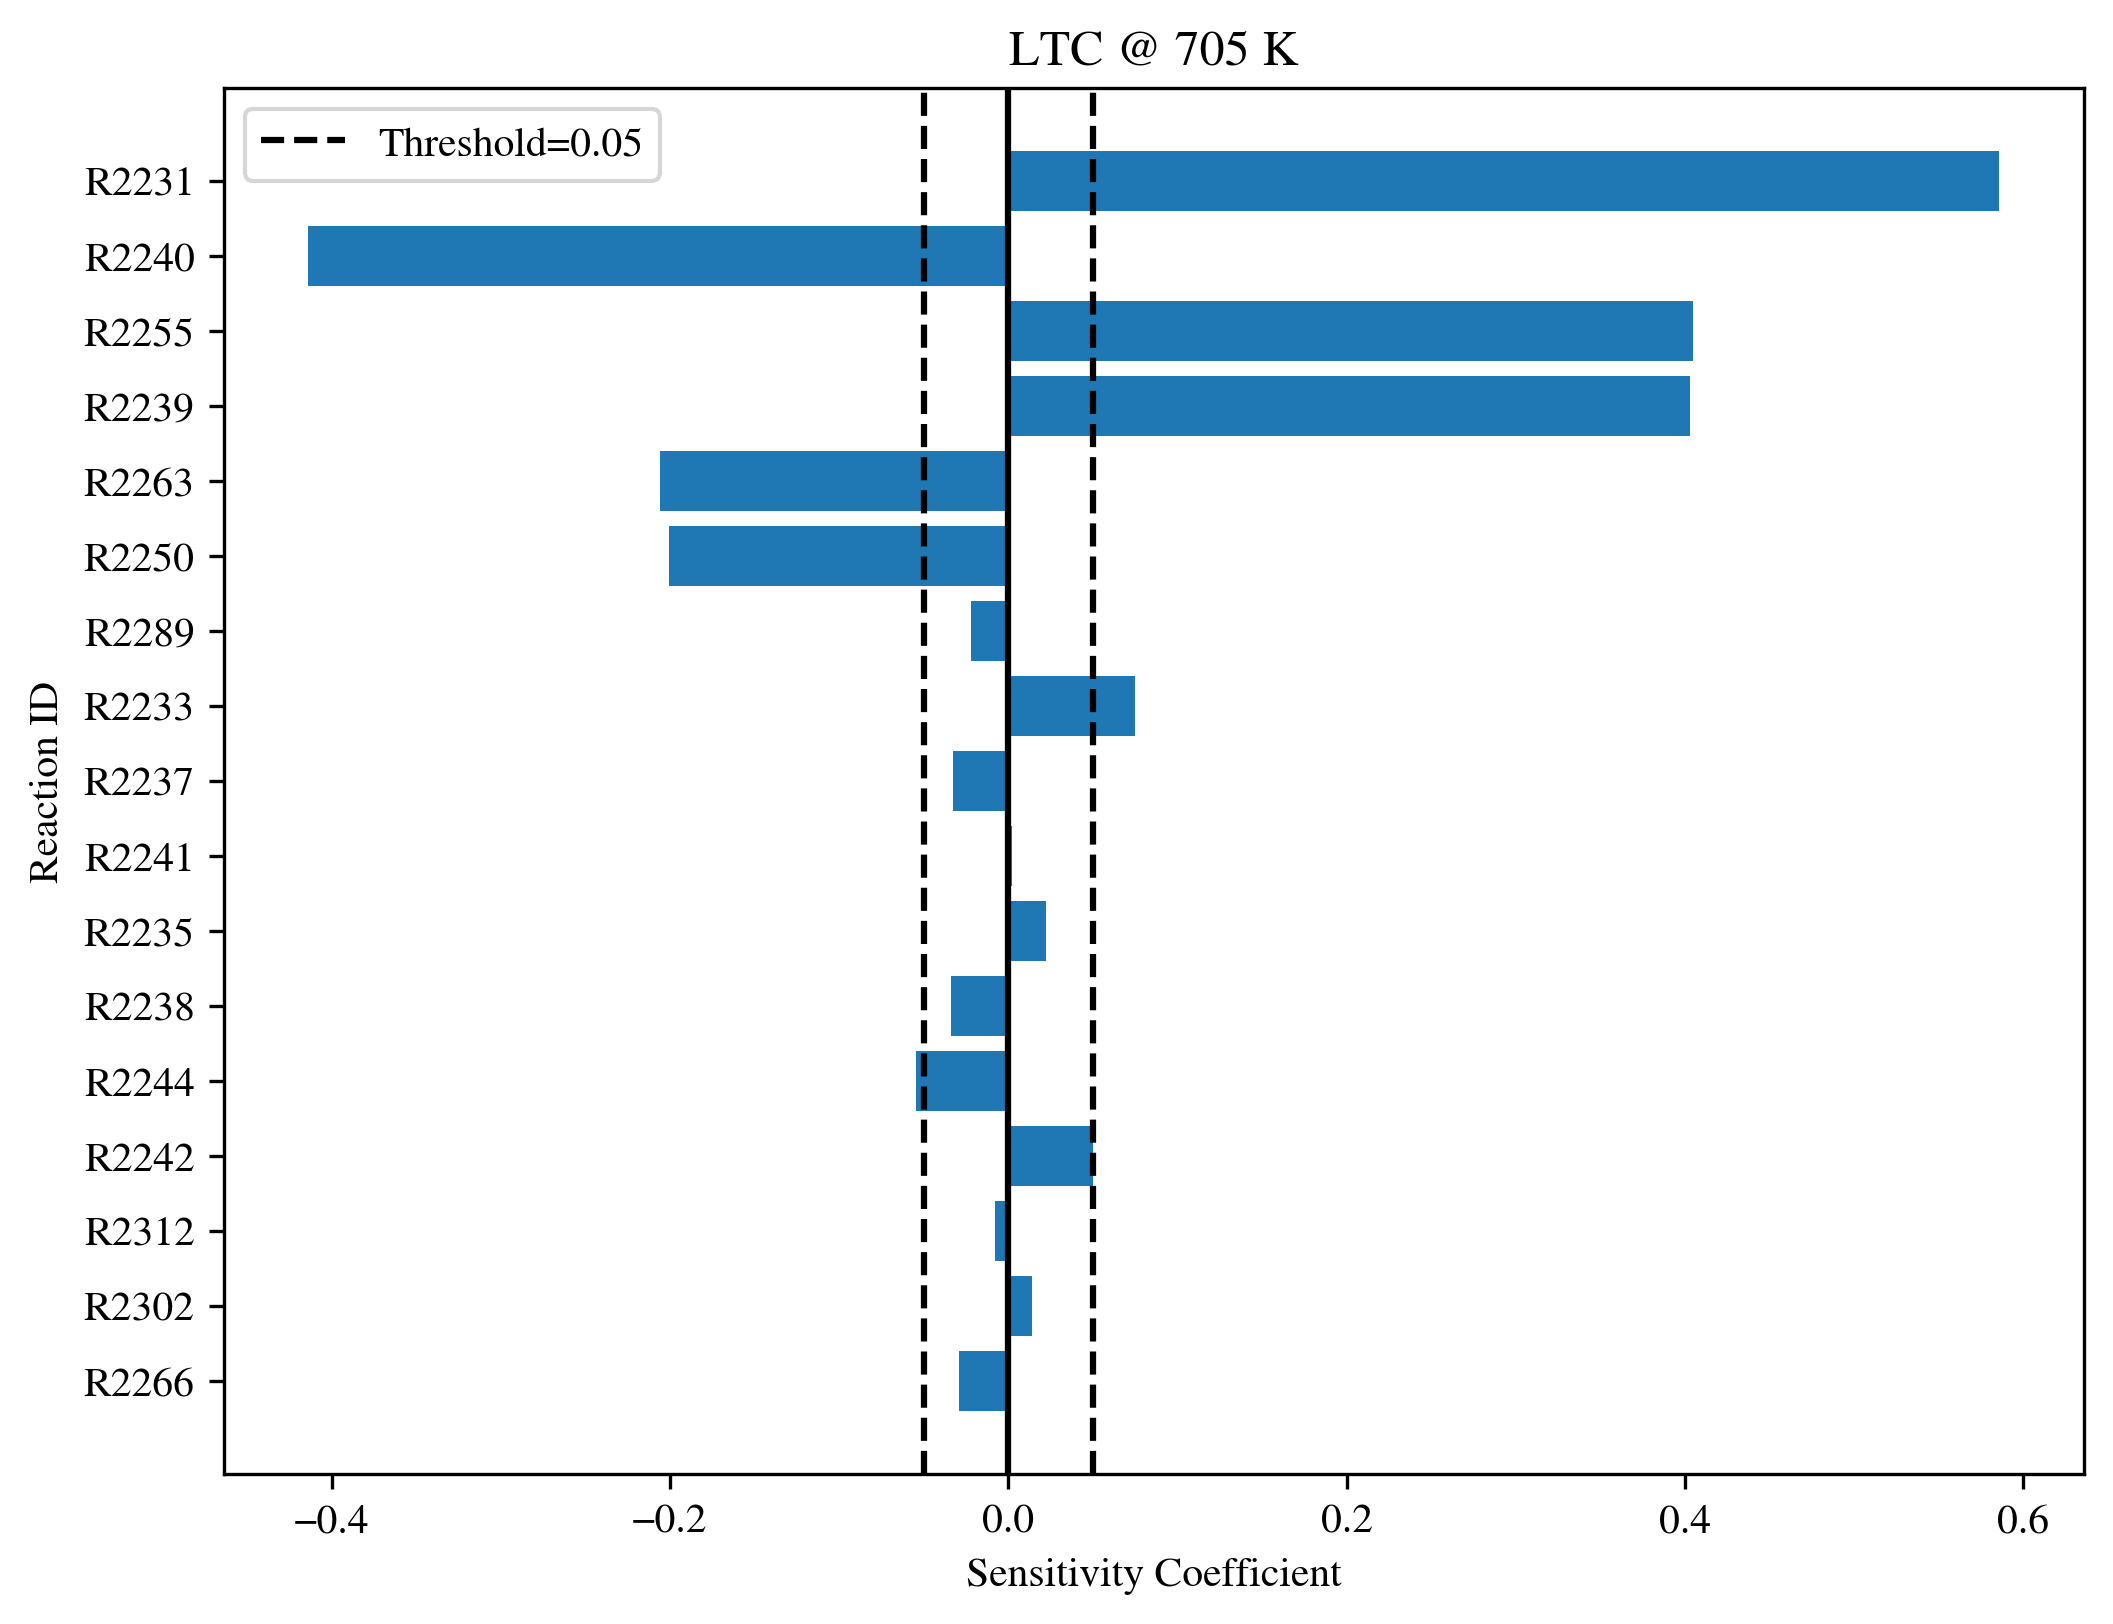 LTC @ 705 K
Threshold=0.05
R2231
R2240
R2255
R2239
R2263
R2250
R2289
R2233
R2237
R2241
R2235
R2238
R2244
R2242
R2312
R2302
R2266
Reaction ID
−0.4 −0.2 0.0 0.2 0.4 0.6
Sensitivity Coefficient